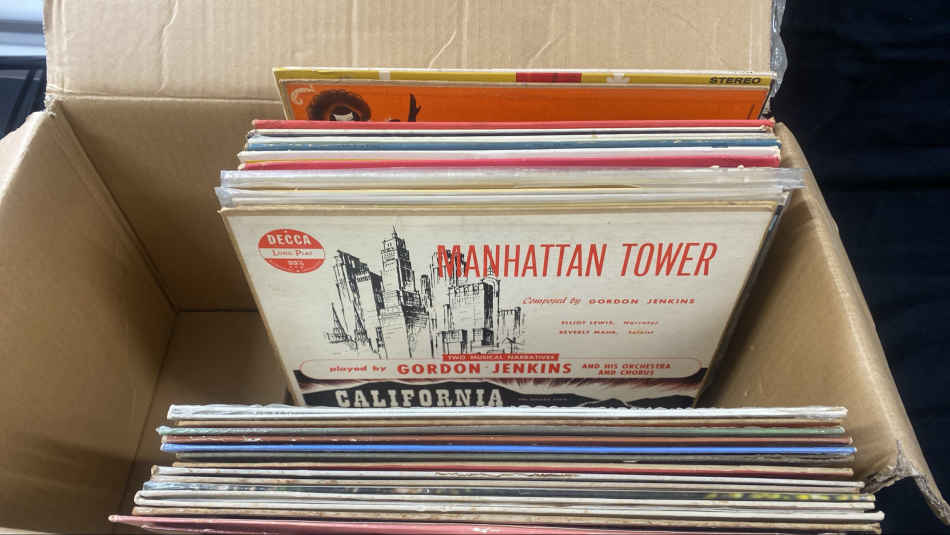 STEREO
DECCA
LONG PLAY
MANHATTAN TOWER
Composed by GORDON JENKINS
ELLIOT LEWIS, Narrator
BEVERLY MAHR, Soloist
TWO MUSICAL NARRATIVES
played by GORDON · JENKINS AND HIS ORCHESTRA
AND CHORUS
CALIFORNIA